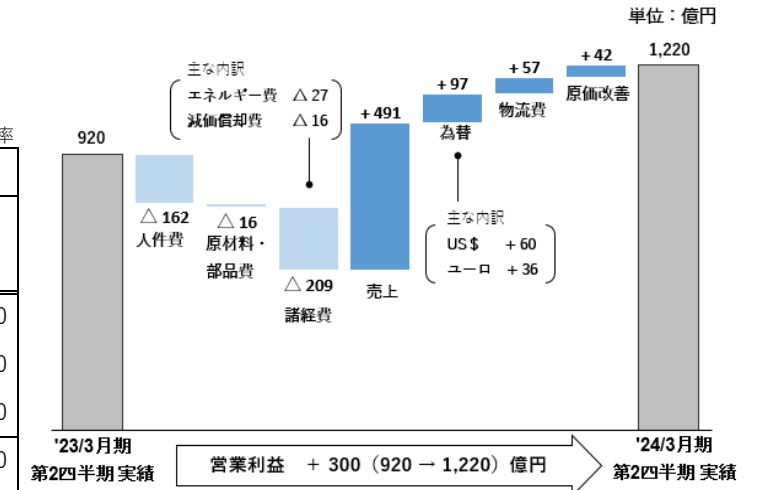 単位：億円
主な内訳
エネルギー費 △ 27
減価償却費 △ 16
920
△ 162
人件費
△ 16
原材料・
部品費
△ 209
諸経費
+ 491
売上
+ 97
為替
主な内訳
US＄ + 60
ユーロ + 36
+ 57
物流費
+ 42
原価改善
1,220
率
0
0
0
0
'23/3月期
第2四半期 実績
営業利益 + 300（920 → 1,220）億円
'24/3月期
第2四半期 実績